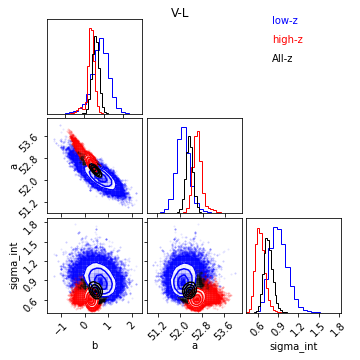 V-L
low-z
high-z
All-z
53.6
52.8
52.0
51.2
a
1.8
1.5
1.2
0.9
0.6
sigma_int
−1 0 1 2
b
51.2 52.0 52.8 53.6
a
0.6 0.9 1.2 1.5 1.8
sigma_int